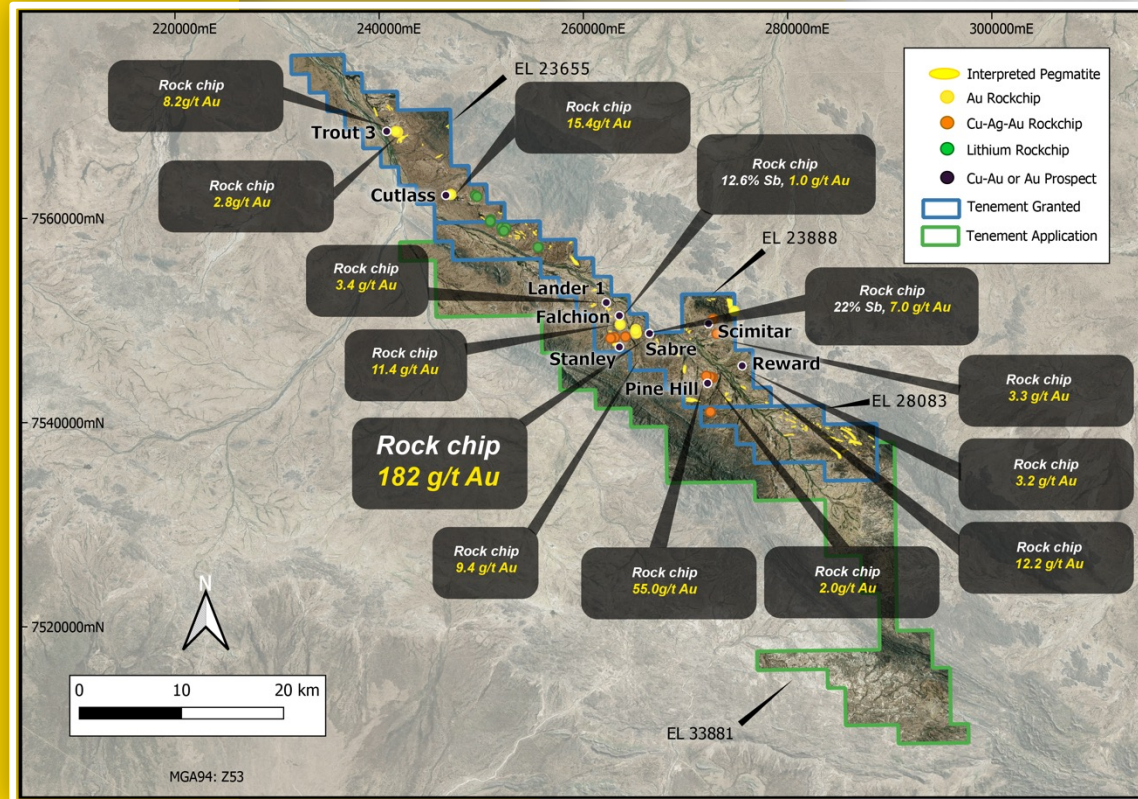 220000mE
240000mE
260000mE
280000mE
300000mE
7560000mN
7540000mN
7520000mN
Interpreted Pegmatite
Au Rockchip
Cu-Ag-Au Rockchip
Lithium Rockchip
Cu-Au or Au Prospect
Tenement Granted
Tenement Application
EL 23655
Rock chip
8.2g/t Au
Rock chip
15.4g/t Au
Trout 3
Rock chip
2.8g/t Au
Cutlass
Rock chip
12.6% Sb, 1.0 g/t Au
EL 23888
Rock chip
3.4 g/t Au
Lander 1
Falchion
Stanley
Sabre
Scimitar
Reward
Pine Hill
Rock chip
22% Sb, 7.0 g/t Au
Rock chip
11.4 g/t Au
Rock chip
3.3 g/t Au
EL 28083
Rock chip
182 g/t Au
Rock chip
3.2 g/t Au
Rock chip
9.4 g/t Au
Rock chip
55.0g/t Au
Rock chip
2.0g/t Au
Rock chip
12.2 g/t Au
N
0 10 20 km
EL 33881
MGA94: Z53